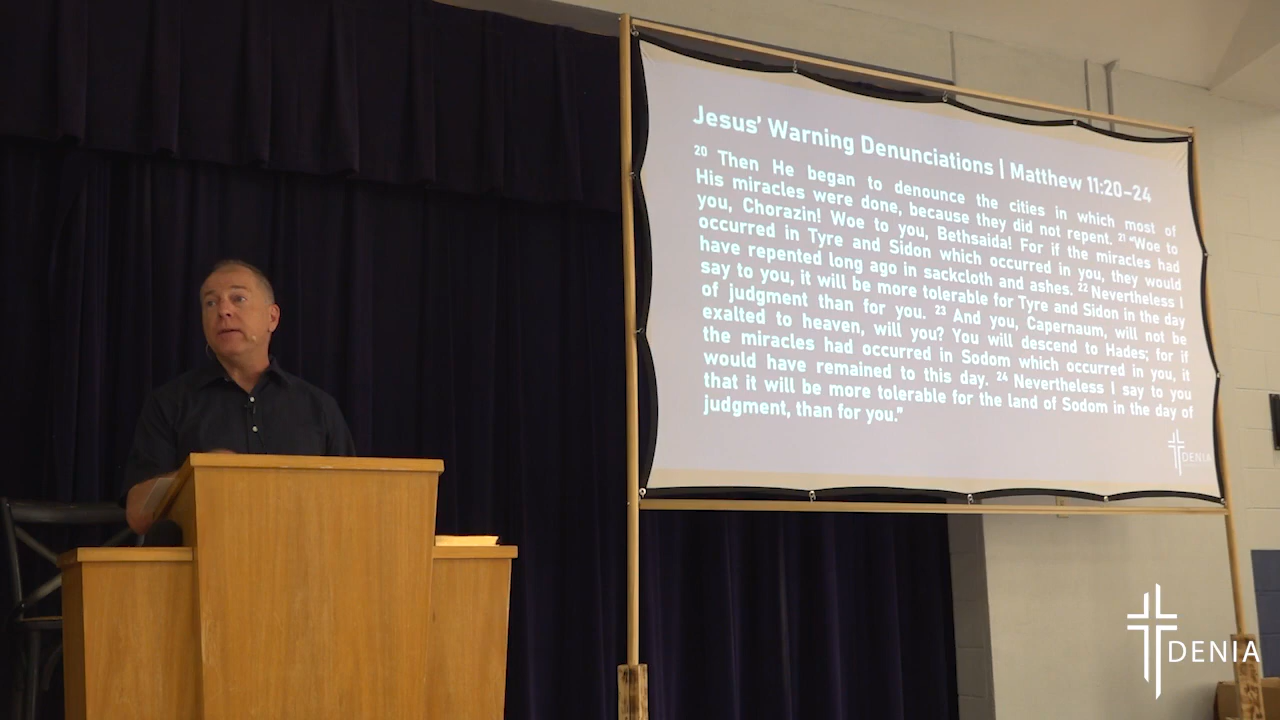 Jesus' Warning Denunciations | Matthew 11:20–24
20 Then He began to denounce the cities in which most of
His miracles were done, because they did not repent. 21 "Woe to
you, Chorazin! Woe to you, Bethsaida! For if the miracles had
occurred in Tyre and Sidon which occurred in you, they would
have repented long ago in sackcloth and ashes. 22 Nevertheless I
say to you, it will be more tolerable for Tyre and Sidon in the day
of judgment than for you. 23 And you, Capernaum, will not be
exalted to heaven, will you? You will descend to Hades; for if
the miracles had occurred in Sodom which occurred in you, it
would have remained to this day. 24 Nevertheless I say to you
that it will be more tolerable for the land of Sodom in the day of
judgment, than for you."
DENIA
DENIA